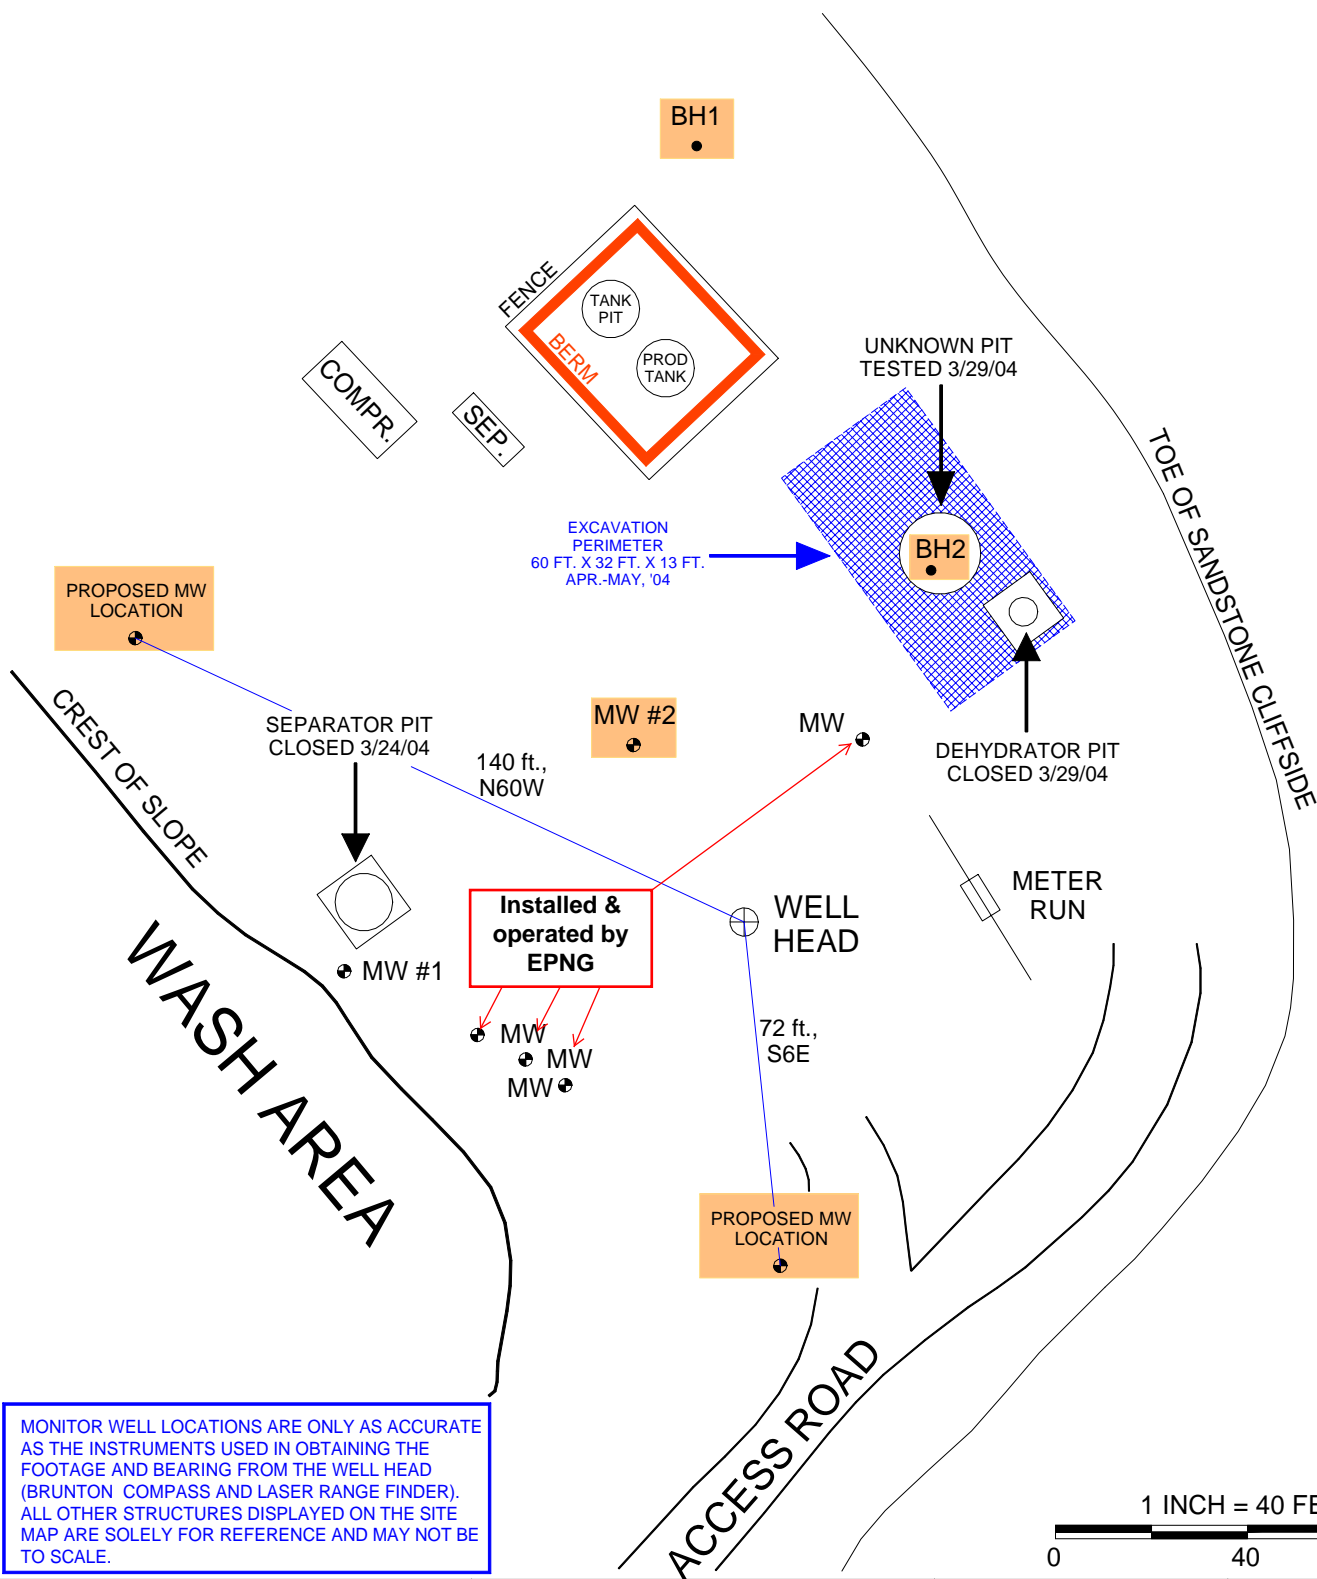 BH1
FENCE
TANK
PIT
BERM
PROD
TANK
COMPR.
SEP.
UNKNOWN PIT
TESTED 3/29/04
TOE OF SANDSTONE CLIFFSIDE
EXCAVATION
PERIMETER
60 FT. X 32 FT. X 13 FT.
APR.-MAY, '04
BH2
PROPOSED MW
LOCATION
CREST OF SLOPE
SEPARATOR PIT
CLOSED 3/24/04
140 ft.,
N60W
MW #2
MW
DEHYDRATOR PIT
CLOSED 3/29/04
METER
RUN
Installed &
operated by
EPNG
WELL
HEAD
WASH AREA
MW #1
MW
MW
MW
72 ft.,
S6E
PROPOSED MW
LOCATION
ACCESS ROAD
MONITOR WELL LOCATIONS ARE ONLY AS ACCURATE
AS THE INSTRUMENTS USED IN OBTAINING THE
FOOTAGE AND BEARING FROM THE WELL HEAD
(BRUNTON COMPASS AND LASER RANGE FINDER).
ALL OTHER STRUCTURES DISPLAYED ON THE SITE
MAP ARE SOLELY FOR REFERENCE AND MAY NOT BE
TO SCALE.
1 INCH = 40 FE
0 40